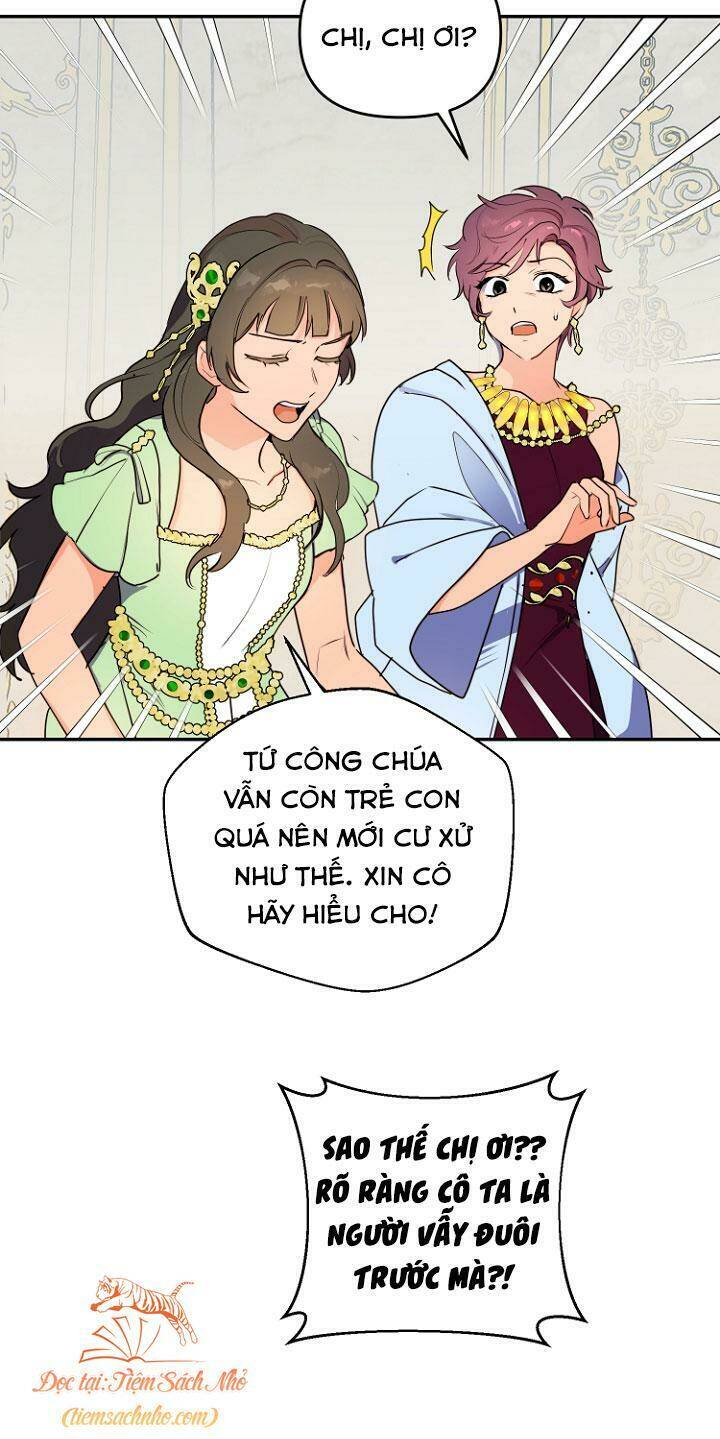 CHỊ, CHỊ ƠI?
TỨ CÔNG CHÚA
VẪN CÒN TRẺ CON
QUÁ NÊN MỚI CƯ XỬ
NHƯ THẾ. XIN CÔ
HÃY HIỂU CHO!
SAO THẾ CHỊ ƠI??
RÕ RÀNG CÔ TA LÀ
NGƯỜI VẪY ĐUÔI
TRƯỚC MÀ?!
Đọc tại: Tiệm Sách Nhỏ
(tiemsachnho.com)